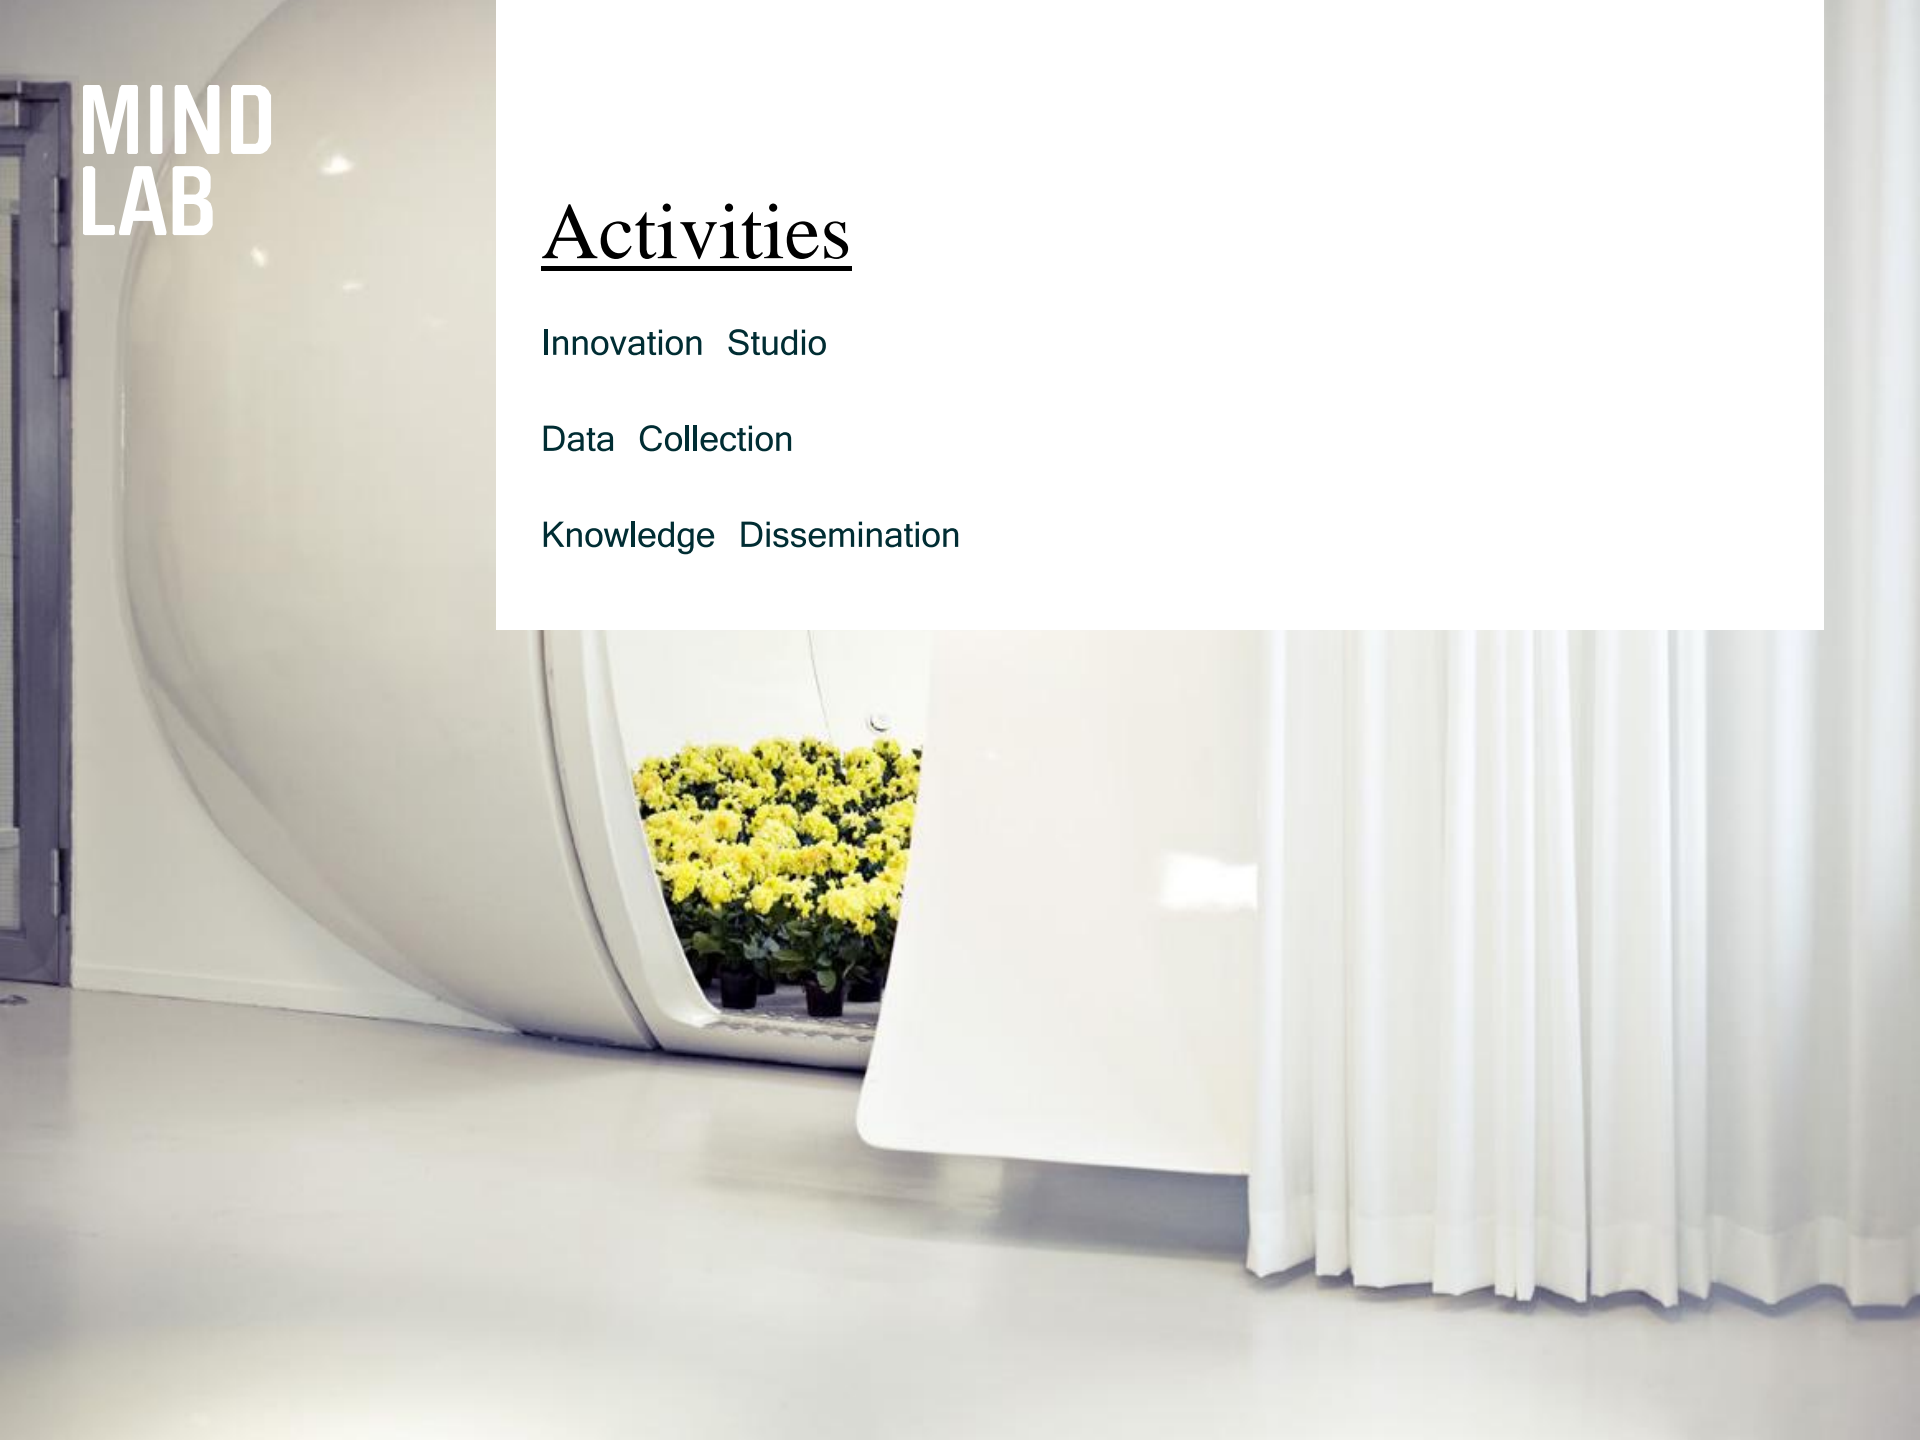 MIND
LAB
Activities
Innovation Studio
Data Collection
Knowledge Dissemination